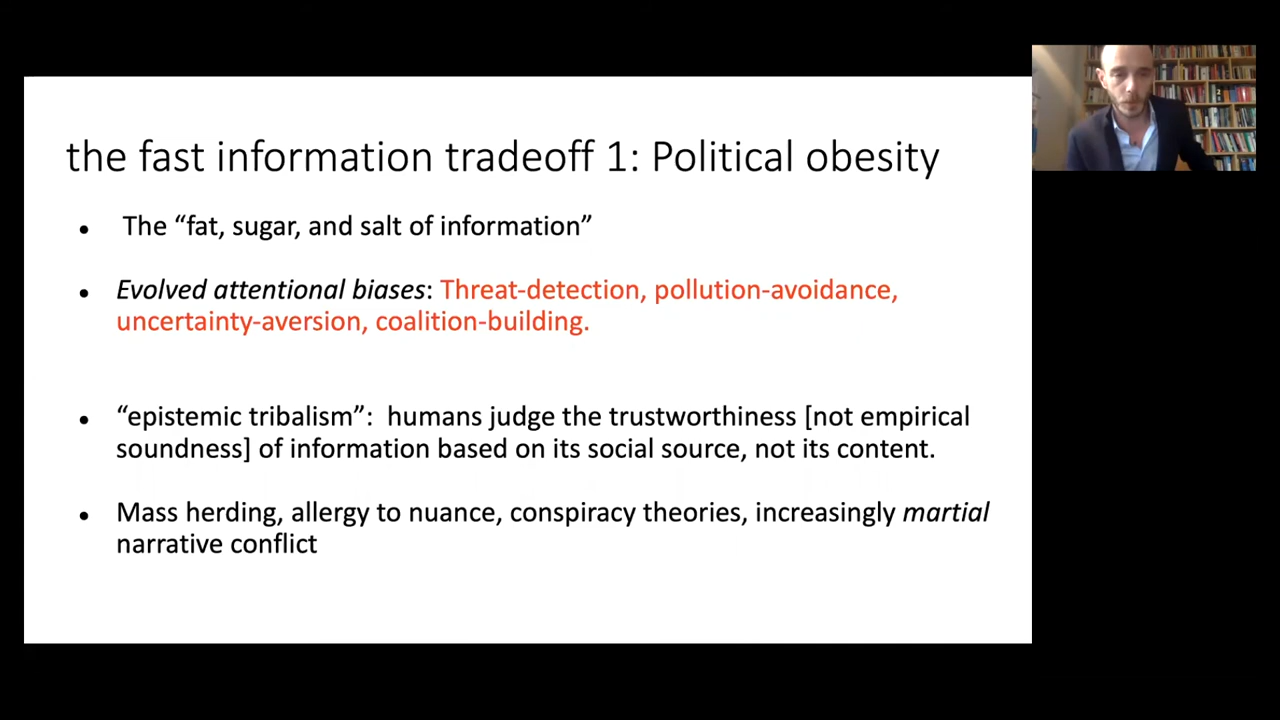 the fast information tradeoff 1: Political obesity
● The “fat, sugar, and salt of information”
● Evolved attentional biases: Threat-detection, pollution-avoidance,
uncertainty-aversion, coalition-building.
● “epistemic tribalism”: humans judge the trustworthiness [not empirical
soundness] of information based on its social source, not its content.
● Mass herding, allergy to nuance, conspiracy theories, increasingly martial
narrative conflict